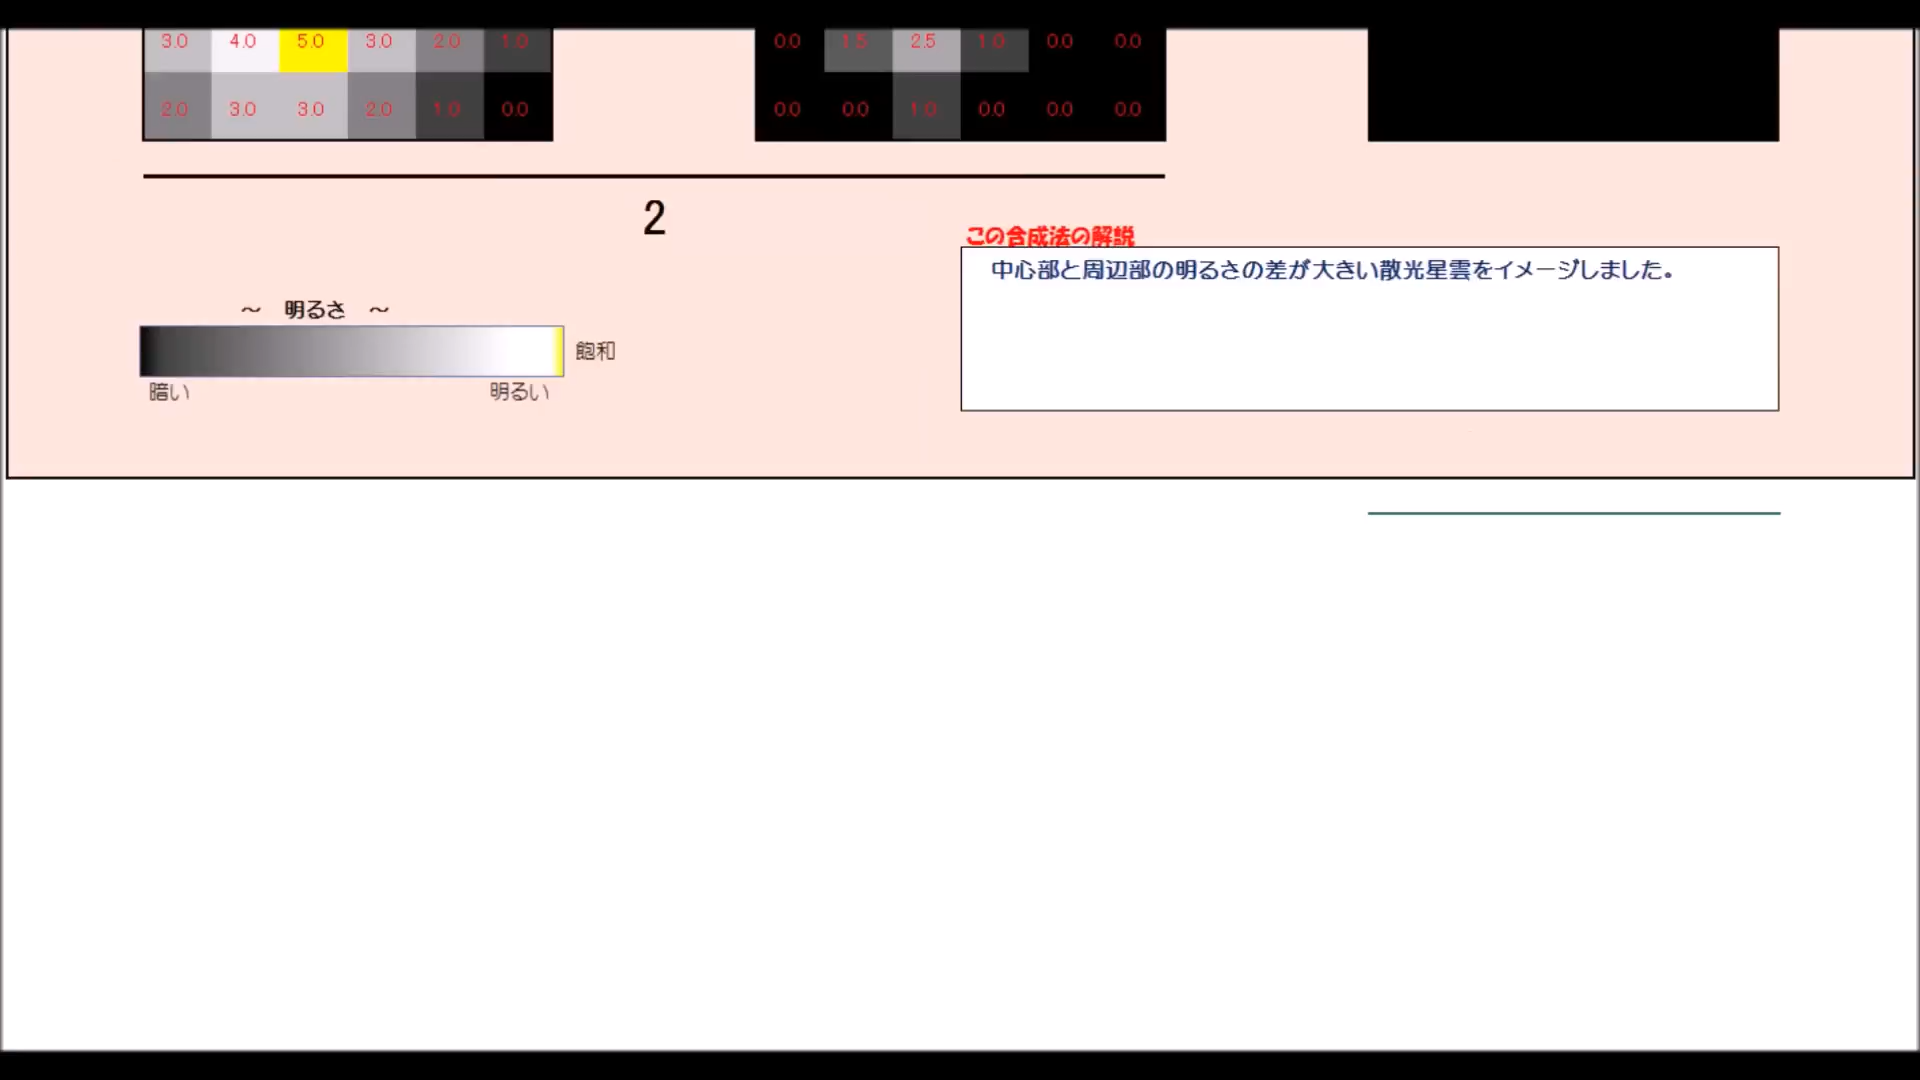 3.0 4.0 5.0 3.0 2.0 1.0
0.0 1.5 2.5 1.0 0.0 0.0
2.0 3.0 3.0 2.0 1.0 0.0
0.0 0.0 1.0 0.0 0.0 0.0
2
この合成法の解説
中心部と周辺部の明るさの差が大きい散光星雲をイメージしました。
～ 明るさ ～
飽和
暗い
明るい